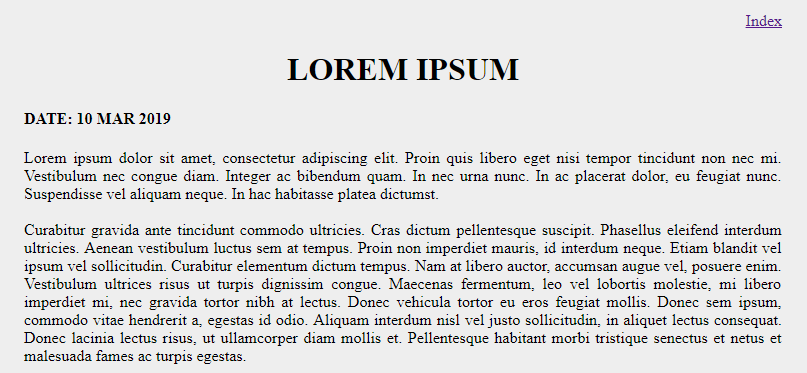 Index
LOREM IPSUM
DATE: 10 MAR 2019
Lorem ipsum dolor sit amet, consectetur adipiscing elit. Proin quis libero eget nisi tempor tincidunt non nec mi.
Vestibulum nec congue diam. Integer ac bibendum quam. In nec urna nunc. In ac placerat dolor, eu feugiat nunc.
Suspendisse vel aliquam neque. In hac habitasse platea dictumst.
Curabitur gravida ante tincidunt commodo ultricies. Cras dictum pellentesque suscipit. Phasellus eleifend interdum
ultricies. Aenean vestibulum luctus sem at tempus. Proin non imperdiet mauris, id interdum neque. Etiam blandit vel
ipsum vel sollicitudin. Curabitur elementum dictum tempus. Nam at libero auctor, accumsan augue vel, posuere enim.
Vestibulum ultrices risus ut turpis dignissim congue. Maecenas fermentum, leo vel lobortis molestie, mi libero
imperdiet mi, nec gravida tortor nibh at lectus. Donec vehicula tortor eu eros feugiat mollis. Donec sem ipsum,
commodo vitae hendrerit a, egestas id odio. Aliquam interdum nisl vel justo sollicitudin, in aliquet lectus consequat.
Donec lacinia lectus risus, ut ullamcorper diam mollis et. Pellentesque habitant morbi tristique senectus et netus et
malesuada fames ac turpis egestas.